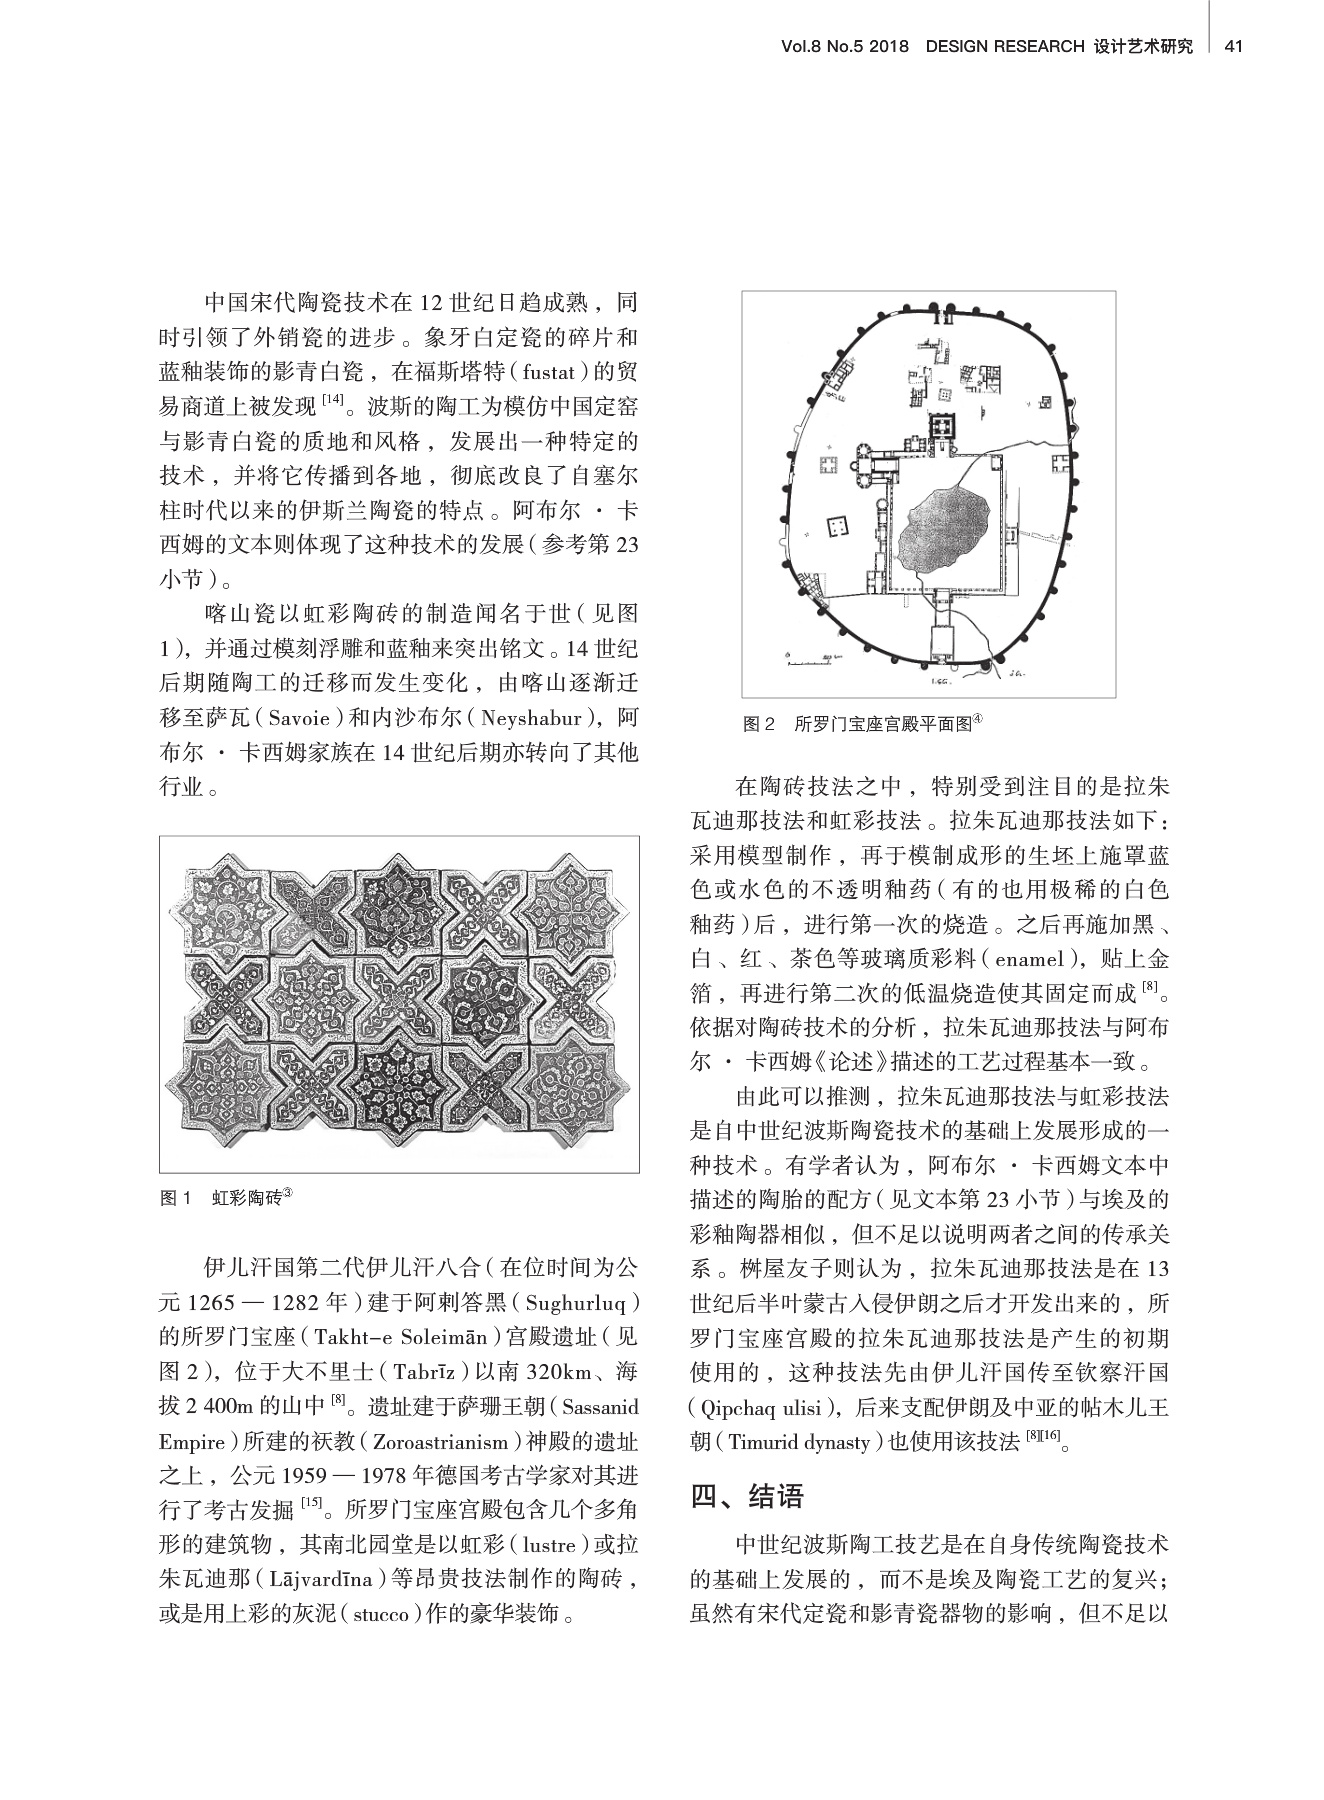 Vol.8 No.5 2018 DESIGN RESEARCH 设计艺术研究 41
中国宋代陶瓷技术在 12 世纪日趋成熟，同
时引领了外销瓷的进步。象牙白定瓷的碎片和
蓝釉装饰的影青白瓷，在福斯塔特（fustat）的贸
易商道上被发现[14]。波斯的陶工为模仿中国定窑
与影青白瓷的质地和风格，发展出一种特定的
技术，并将它传播到各地，彻底改良了自塞尔
柱时代以来的伊斯兰陶瓷的特点。阿布尔·卡
西姆的文本则体现了这种技术的发展（参考第 23
小节）。
喀山瓷以虹彩陶砖的制造闻名于世（见图
1），并通过模刻浮雕和蓝釉来突出铭文。14 世纪
后期随陶工的迁移而发生变化，由喀山逐渐迁
移至萨瓦（Savoie）和内沙布尔（Neyshabur），阿
布尔·卡西姆家族在 14 世纪后期亦转向了其他
行业。
图 1 虹彩陶砖③
伊儿汗国第二代伊儿汗八合（在位时间为公
元 1265 — 1282 年）建于阿剌答黑（Sughurluq）
的所罗门宝座（Takht-e Soleimān）宫殿遗址（见
图 2），位于大不里士（Tabrīz）以南 320km、海
拔 2 400m 的山中[8]。遗址建于萨珊王朝（Sassanid
Empire）所建的祆教（Zoroastrianism）神殿的遗址
之上，公元 1959 — 1978 年德国考古学家对其进
行了考古发掘[15]。所罗门宝座宫殿包含几个多角
形的建筑物，其南北园堂是以虹彩（lustre）或拉
朱瓦迪那（Lājvardīna）等昂贵技法制作的陶砖，
或是用上彩的灰泥（stucco）作的豪华装饰。
图 2 所罗门宝座宫殿平面图④
在陶砖技法之中，特别受到注目的是拉朱
瓦迪那技法和虹彩技法。拉朱瓦迪那技法如下：
采用模型制作，再于模制成形的生坯上施罩蓝
色或水色的不透明釉药（有的也用极稀的白色
釉药）后，进行第一次的烧造。之后再施加黑、
白、红、茶色等玻璃质彩料（enamel），贴上金
箔，再进行第二次的低温烧造使其固定而成[8]。
依据对陶砖技术的分析，拉朱瓦迪那技法与阿布
尔·卡西姆《论述》描述的工艺过程基本一致。
由此可以推测，拉朱瓦迪那技法与虹彩技法
是自中世纪波斯陶瓷技术的基础上发展形成的一
种技术。有学者认为，阿布尔·卡西姆文本中
描述的陶胎的配方（见文本第 23 小节）与埃及的
彩釉陶器相似，但不足以说明两者之间的传承关
系。桝屋友子则认为，拉朱瓦迪那技法是在 13
世纪后半叶蒙古入侵伊朗之后才开发出来的，所
罗门宝座宫殿的拉朱瓦迪那技法是产生的初期
使用的，这种技法先由伊儿汗国传至钦察汗国
（Qipchaq ulisi），后来支配伊朗及中亚的帖木儿王
朝（Timurid dynasty）也使用该技法[8][16]。
四、结语
中世纪波斯陶工技艺是在自身传统陶瓷技术
的基础上发展的，而不是埃及陶瓷工艺的复兴；
虽然有宋代定瓷和影青瓷器物的影响，但不足以